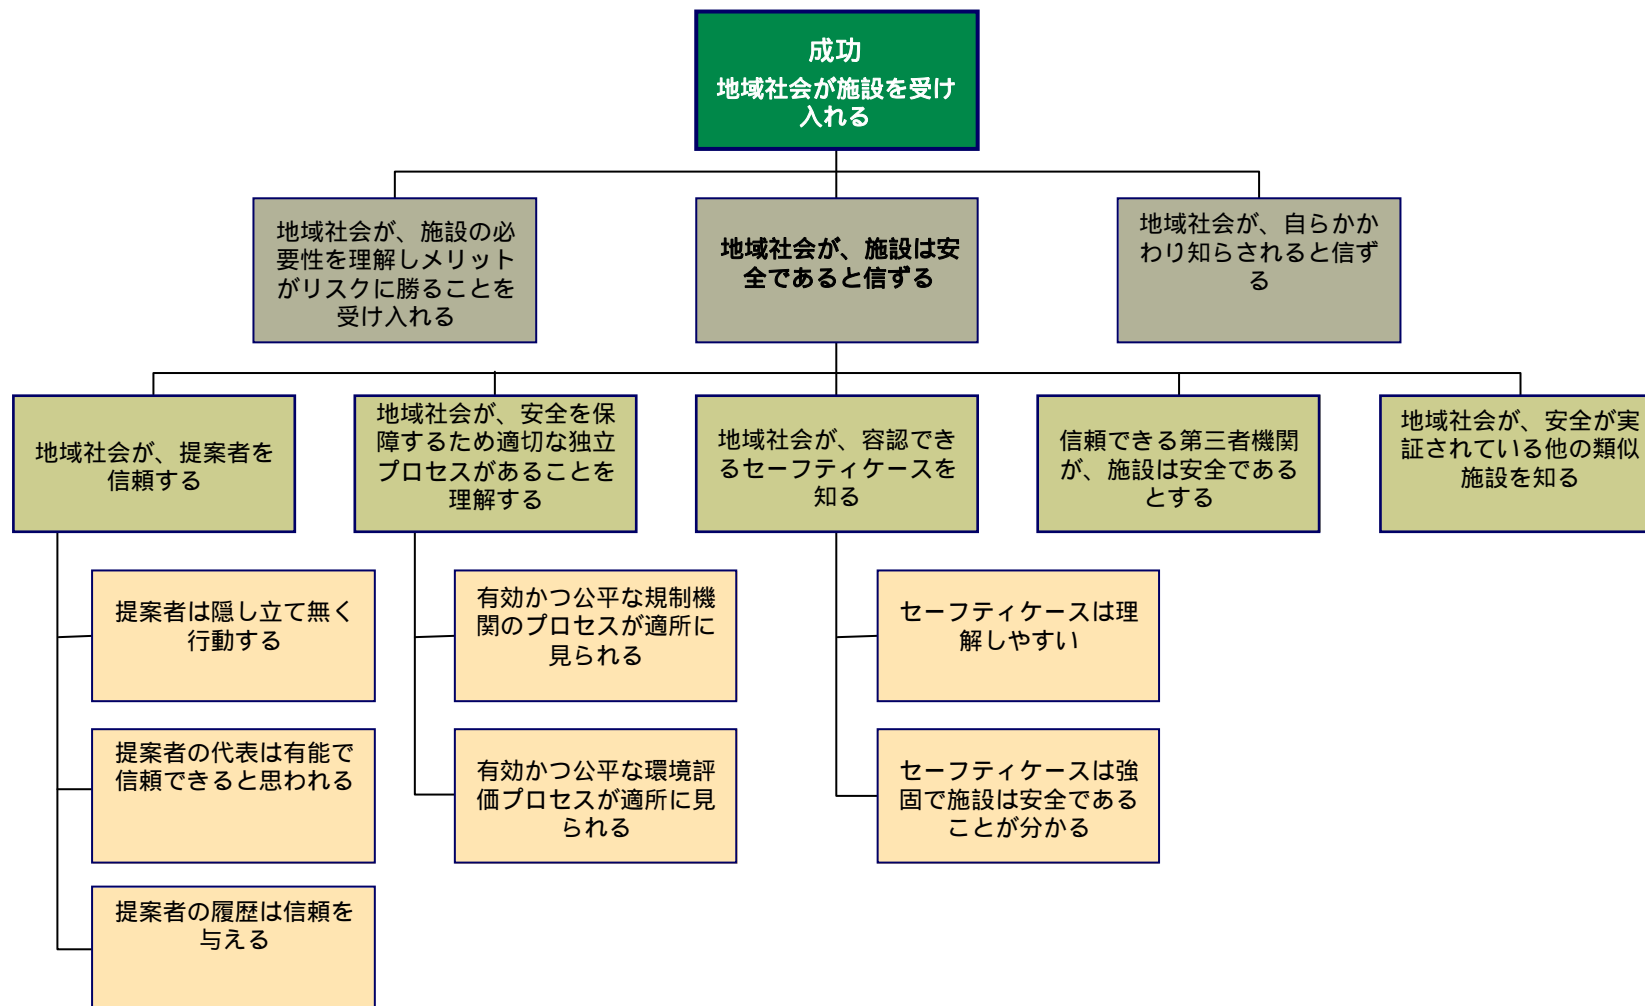 成功
地域社会が施設を受け
入れる
地域社会が、施設の必
要性を理解しメリット
がリスクに勝ることを
受け入れる
地域社会が、施設は安
全であると信ずる
地域社会が、自らかか
わり知らされると信ず
る
地域社会が、提案者を
信頼する
地域社会が、安全を保
障するため適切な独立
プロセスがあることを
理解する
地域社会が、容認でき
るセーフティケースを
知る
信頼できる第三者機関
が、施設は安全である
とする
地域社会が、安全が実
証されている他の類似
施設を知る
提案者は隠し立て無く
行動する
提案者の代表は有能で
信頼できると思われる
提案者の履歴は信頼を
与える
有効かつ公平な規制機
関のプロセスが適所に
見られる
有効かつ公平な環境評
価プロセスが適所に見
られる
セーフティケースは理
解しやすい
セーフティケースは強
固で施設は安全である
ことが分かる